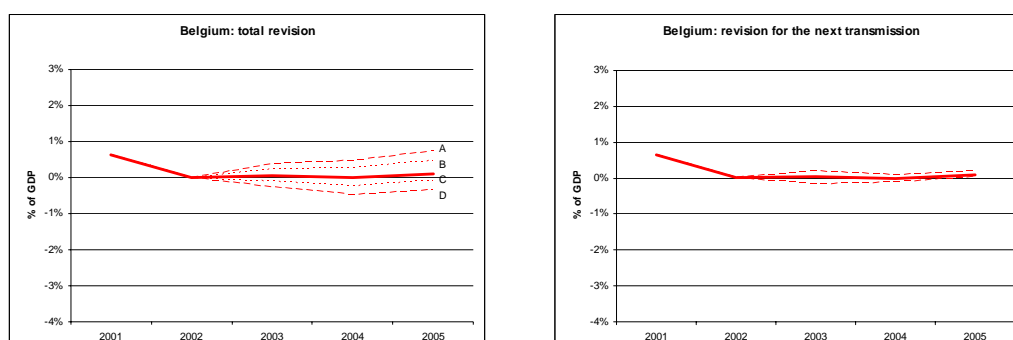 Belgium: total revision
3%
2%
1%
0%
-1%
-2%
-3%
-4%
% of GDP
A
B
C
D
2001 2002 2003 2004 2005
Belgium: revision for the next transmission
3%
2%
1%
0%
-1%
-2%
-3%
-4%
% of GDP
2001 2002 2003 2004 2005